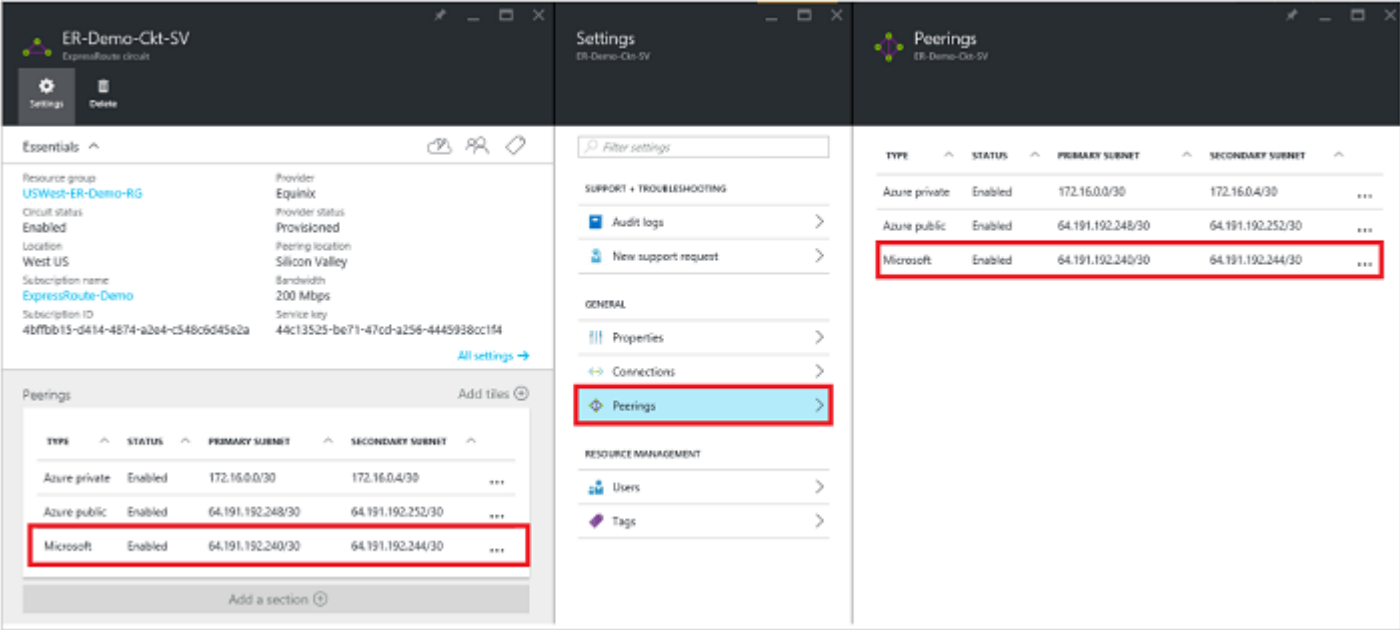 ER-Demo-Ckt-SV
ExpressRoute circuit
Settings
Delete
Essentials
Resource group
USWest-ER-Demo-RG
Circuit status
Enabled
Location
West US
Subscription name
ExpressRoute-Demo
Subscription ID
4bffbb15-d414-4874-a2e4-c548c6d45e2a
Provider
Equinix
Provider status
Provisioned
Peering location
Silicon Valley
Bandwidth
200 Mbps
Service key
44c13525-be71-47cd-a256-4445938cc1f4
All settings →
Peerings
Add tiles
TYPE STATUS PRIMARY SUBNET SECONDARY SUBNET
Azure private Enabled 172.16.0.0/30 172.16.0.4/30 ...
Azure public Enabled 64.191.192.248/30 64.191.192.252/30 ...
Microsoft Enabled 64.191.192.240/30 64.191.192.244/30 ...
Add a section
Settings
ER-Demo-Ckt-SV
Filter settings
SUPPORT + TROUBLESHOOTING
Audit logs
New support request
GENERAL
Properties
Connections
Peerings
RESOURCE MANAGEMENT
Users
Tags
Peerings
ER-Demo-Ckt-SV
TYPE STATUS PRIMARY SUBNET SECONDARY SUBNET
Azure private Enabled 172.16.0.0/30 172.16.0.4/30 ...
Azure public Enabled 64.191.192.248/30 64.191.192.252/30 ...
Microsoft Enabled 64.191.192.240/30 64.191.192.244/30 ...